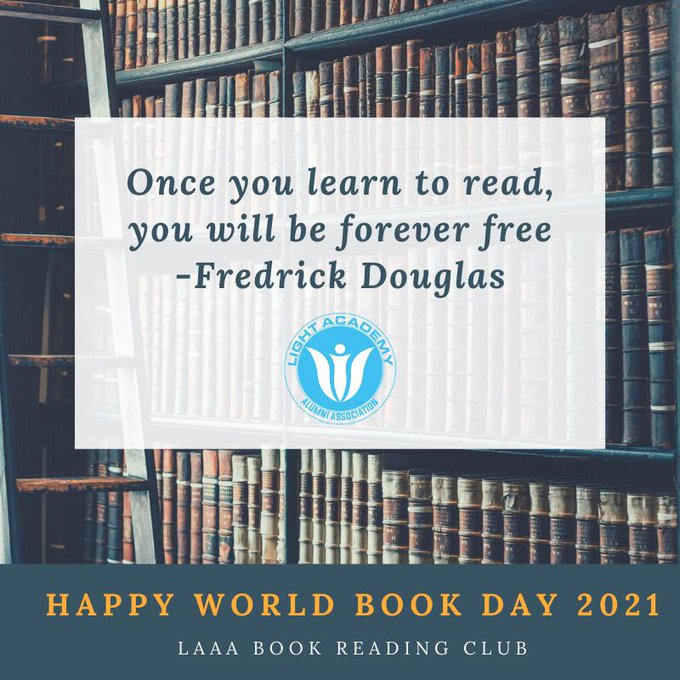 Once you learn to read,
you will be forever free
-Fredrick Douglas
LIGHT ACADEMY
ALUMNI ASSOCIATION
HAPPY WORLD BOOK DAY 2021
LAAA BOOK READING CLUB